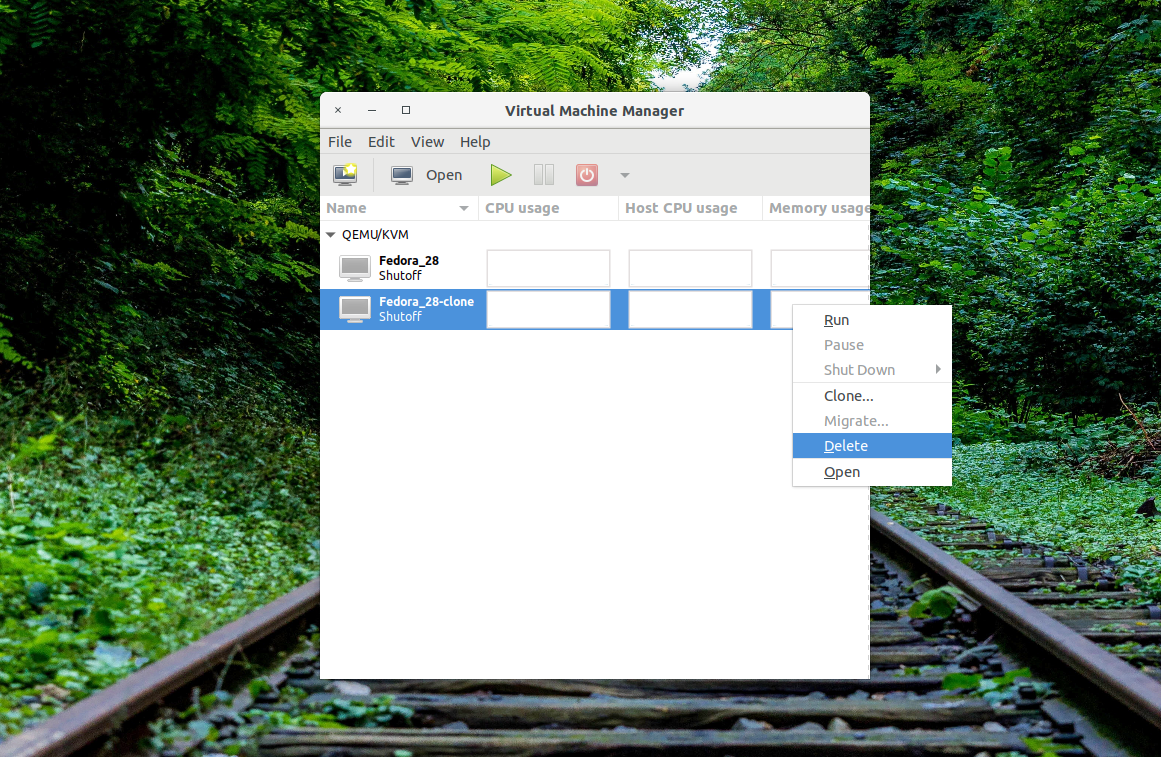 Virtual Machine Manager
File Edit View Help
Open
Name CPU usage Host CPU usage Memory usage
QEMU/KVM
Fedora_28
Shutoff
Fedora_28-clone
Shutoff
Run
Pause
Shut Down
Clone...
Migrate...
Delete
Open